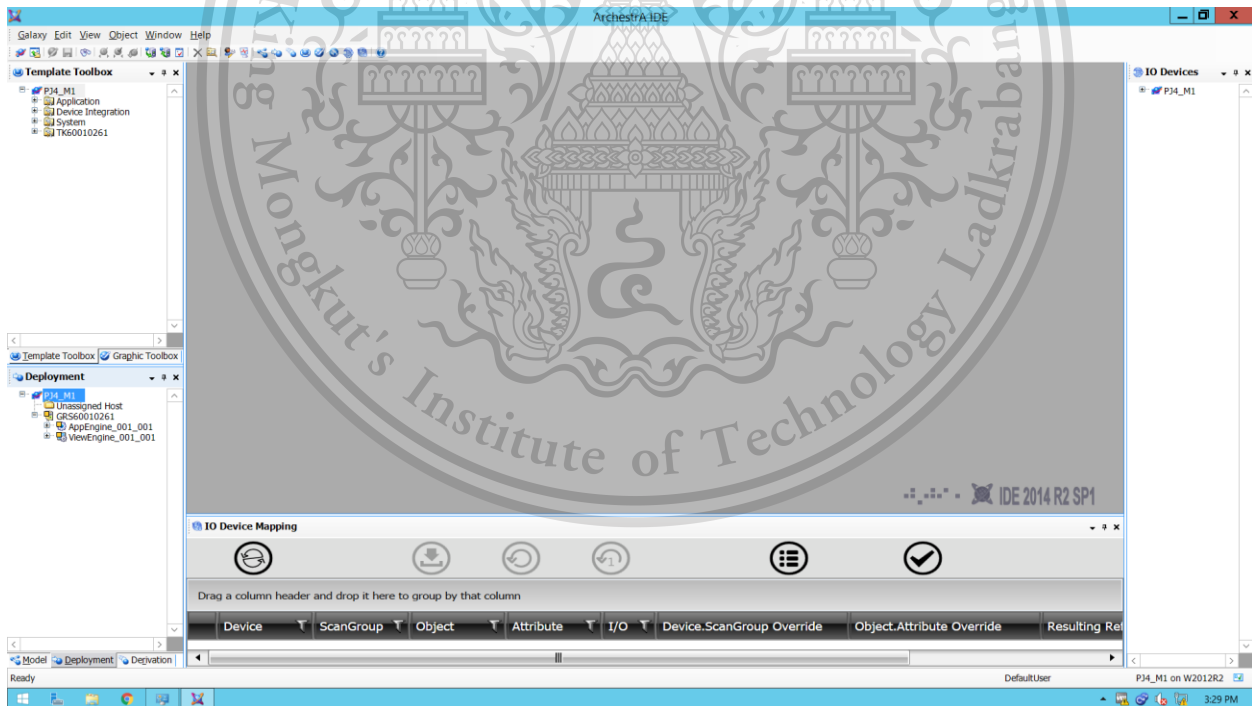 ArchestrA IDE
Galaxy Edit View Object Window Help
Template Toolbox
PJ4_M1
Application
Device Integration
System
TK60010261
Template Toolbox Graphic Toolbox
Deployment
PJ4_M1
Unassigned Host
GRS60010261
AppEngine_001_001
ViewEngine_001_001
Model Deployment Derivation
King Mongkut's Institute of Technology Ladkrabang
IDE 2014 R2 SP1
IO Devices
PJ4_M1
IO Device Mapping
Drag a column header and drop it here to group by that column
Device ScanGroup Object Attribute I/O Device.ScanGroup Override Object.Attribute Override Resulting Ref
Ready DefaultUser PJ4_M1 on W2012R2
3:29 PM